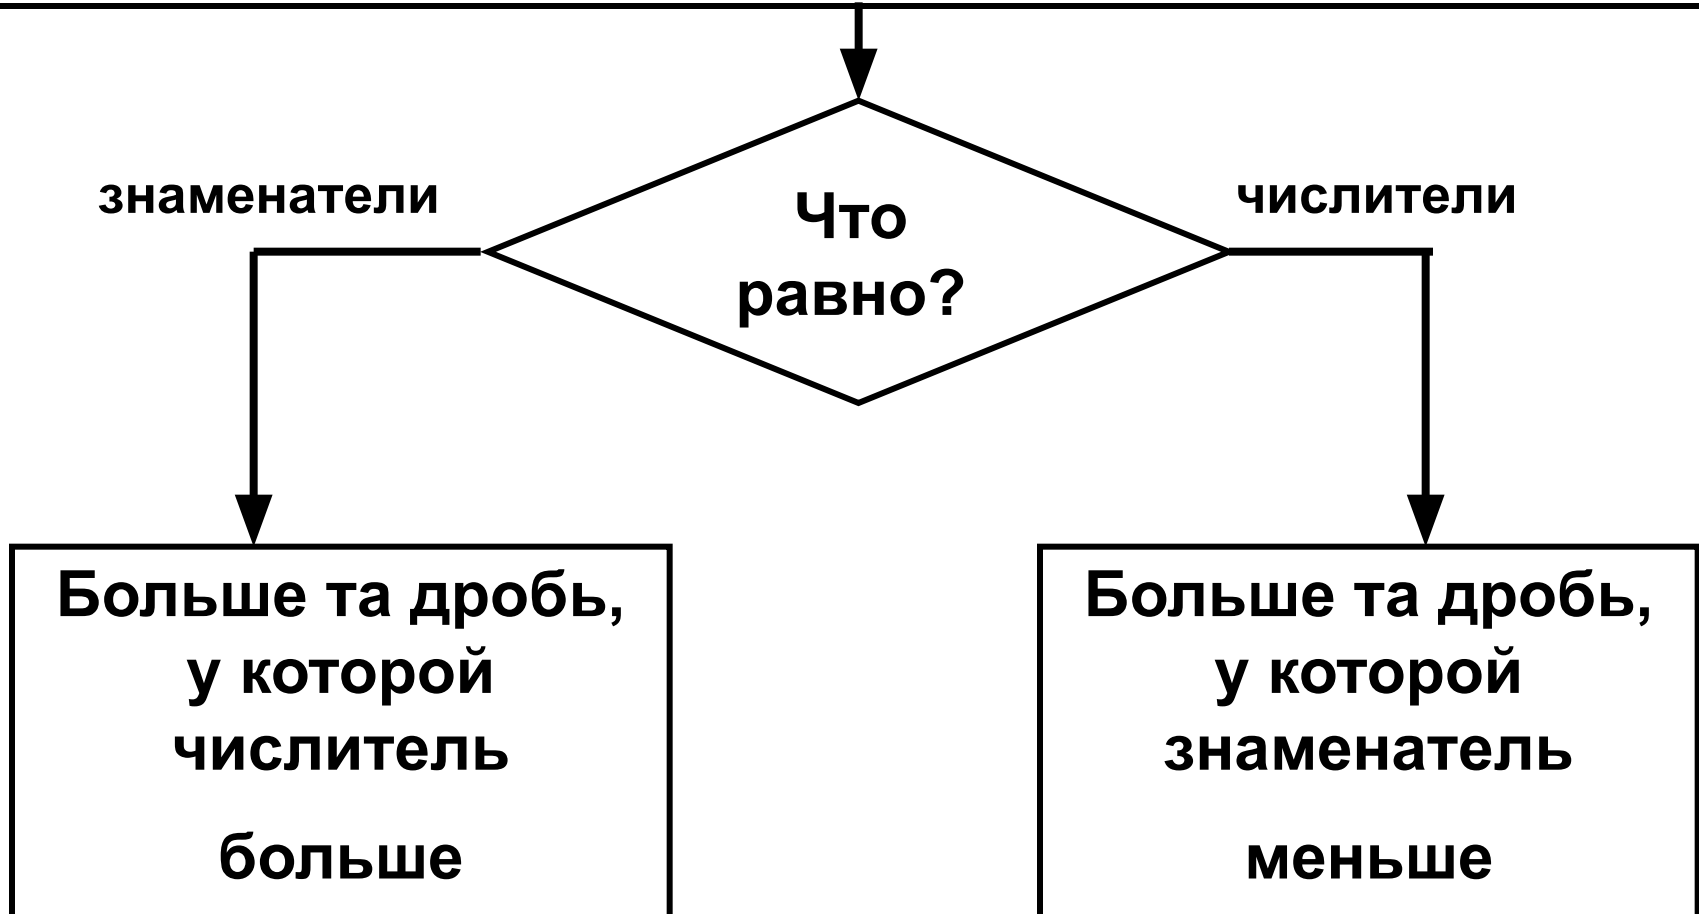 знаменатели
Что
равно?
числители
Больше та дробь,
у которой
числитель
больше
Больше та дробь,
у которой
знаменатель
меньше